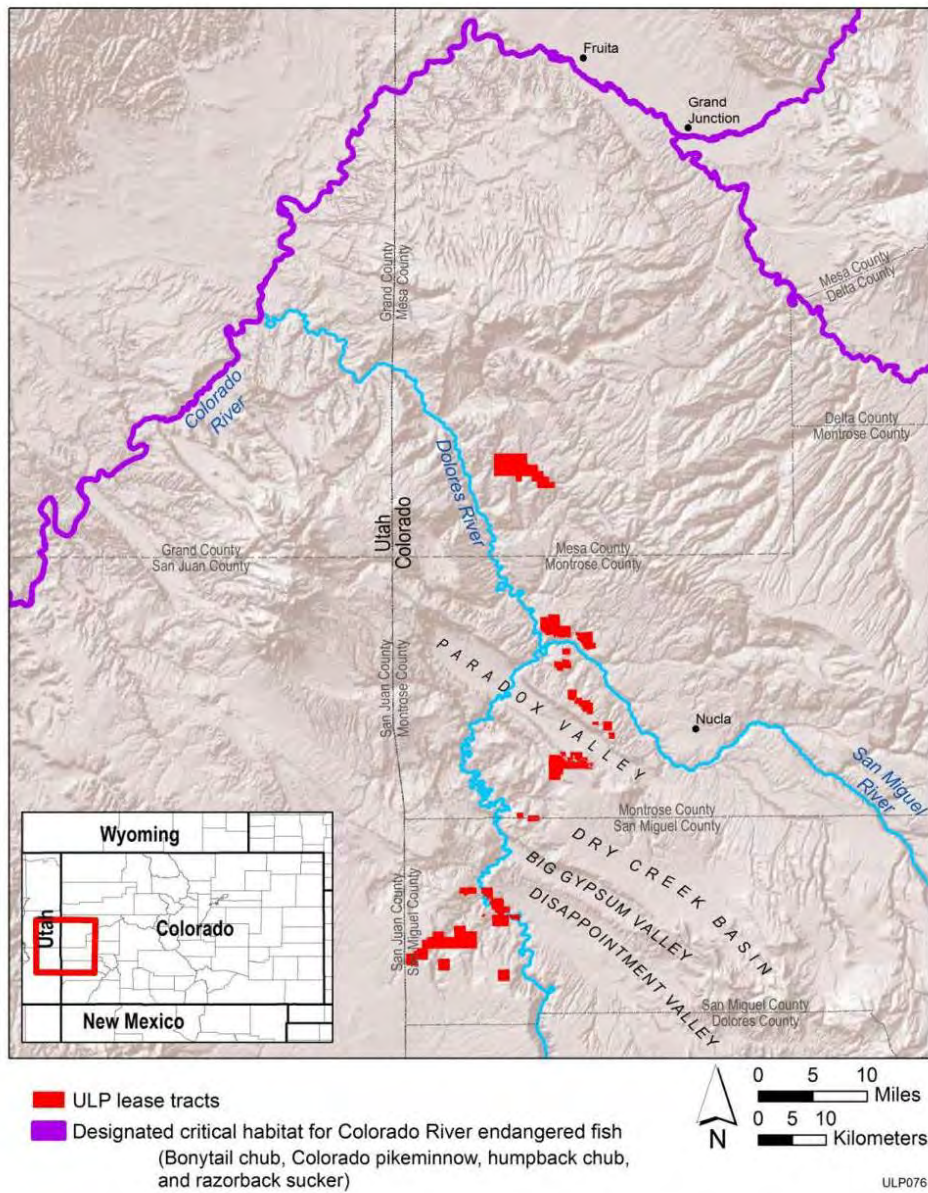 Fruita
Grand
Junction
Grand County
Mesa County
Mesa County
Delta County
Colorado
River
Dolores River
Delta County
Montrose County
Utah
Colorado
Grand County
San Juan County
Mesa County
Montrose County
San Juan County
Montrose County
PARADOX VALLEY
Nucla
San Miguel
River
Montrose County
San Miguel County
DRY CREEK BASIN
BIG GYPSUM VALLEY
DISAPPOINTMENT VALLEY
San Juan County
San Miguel County
San Miguel County
Dolores County
Wyoming
Utah
Colorado
New Mexico
ULP lease tracts
Designated critical habitat for Colorado River endangered fish
(Bonytail chub, Colorado pikeminnow, humpback chub,
and razorback sucker)
N
0 5 10
Miles
0 5 10
Kilometers
ULP076